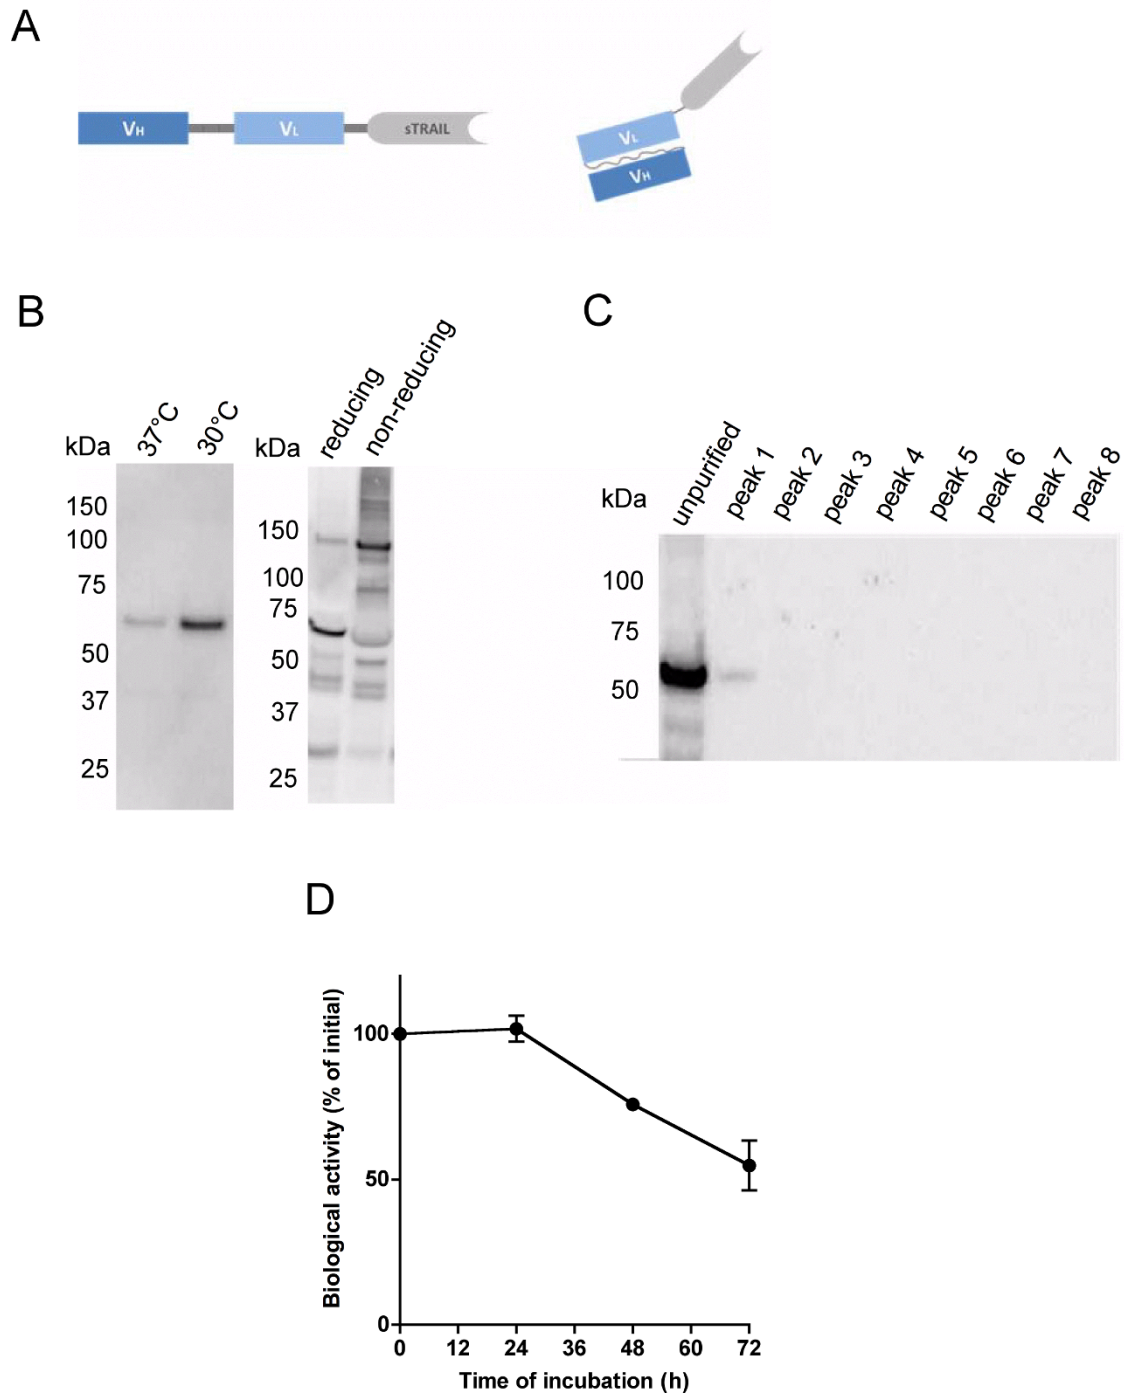 A
VH
VL
sTRAIL
VL
VH
B
kDa
37°C
30°C
150
100
75
50
37
25
kDa
reducing
non-reducing
150
100
75
50
37
25
C
kDa
unpurified
peak 1
peak 2
peak 3
peak 4
peak 5
peak 6
peak 7
peak 8
100
75
50
D
Biological activity (% of initial)
100
50
0
0 12 24 36 48 60 72
Time of incubation (h)